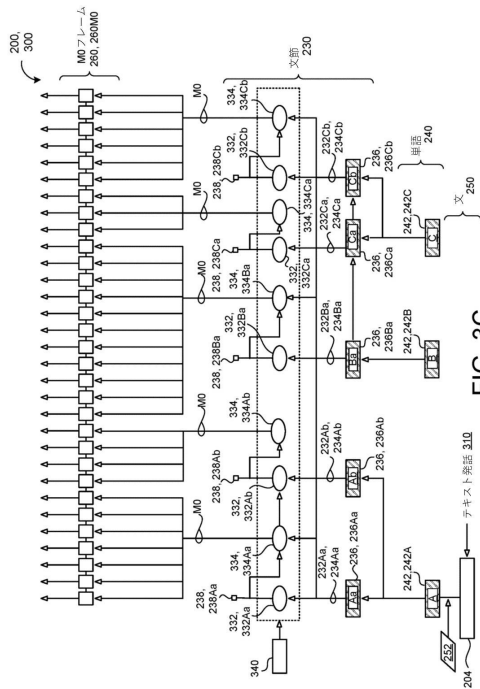 200,
300
M0 フレーム
260, 260M0
M0
M0
M0
M0
M0
文節
230
238,
238Aa
332,
332Aa
334,
334Aa
238, 238Ab
332,
332Ab
334,
334Ab
238, 238Ba
332,
332Ba
334,
334Ba
238, 238Ca
332,
332Ca
334, 334Ca
238, 238Cb
332,
332Cb
334,
334Cb
340
232Aa,
234Aa
232Ab,
234Ab
232Ba,
234Ba
232Ca,
234Ca
232Cb,
234Cb
Aa
236, 236Aa
Ab
236, 236Ab
Ba
236,
236Ba
Ca
236,
236Ca
Cb
236,
236Cb
単語
240
A
242, 242A
B
242, 242B
C
242, 242C
文
250
252
204
テキスト発話 310
FIG. 3C